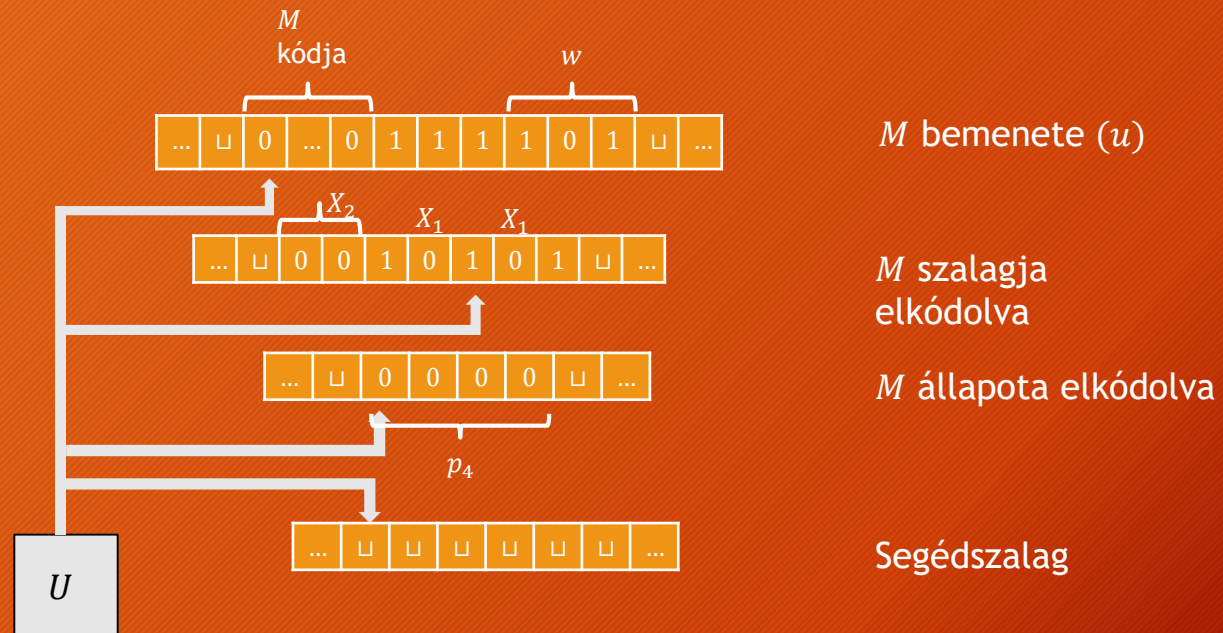 M
kódja
w
... ⊔ 0 ... 0 1 1 1 1 0 1 ⊔ ...
M bemenete (u)
X₂ X₁ X₁
... ⊔ 0 0 1 0 1 0 1 ⊔ ...
M szalagja
elkódolva
... ⊔ 0 0 0 0 ⊔ ...
M állapota elkódolva
p₄
... ⊔ ⊔ ⊔ ⊔ ⊔ ⊔ ...
Segédszalag
U